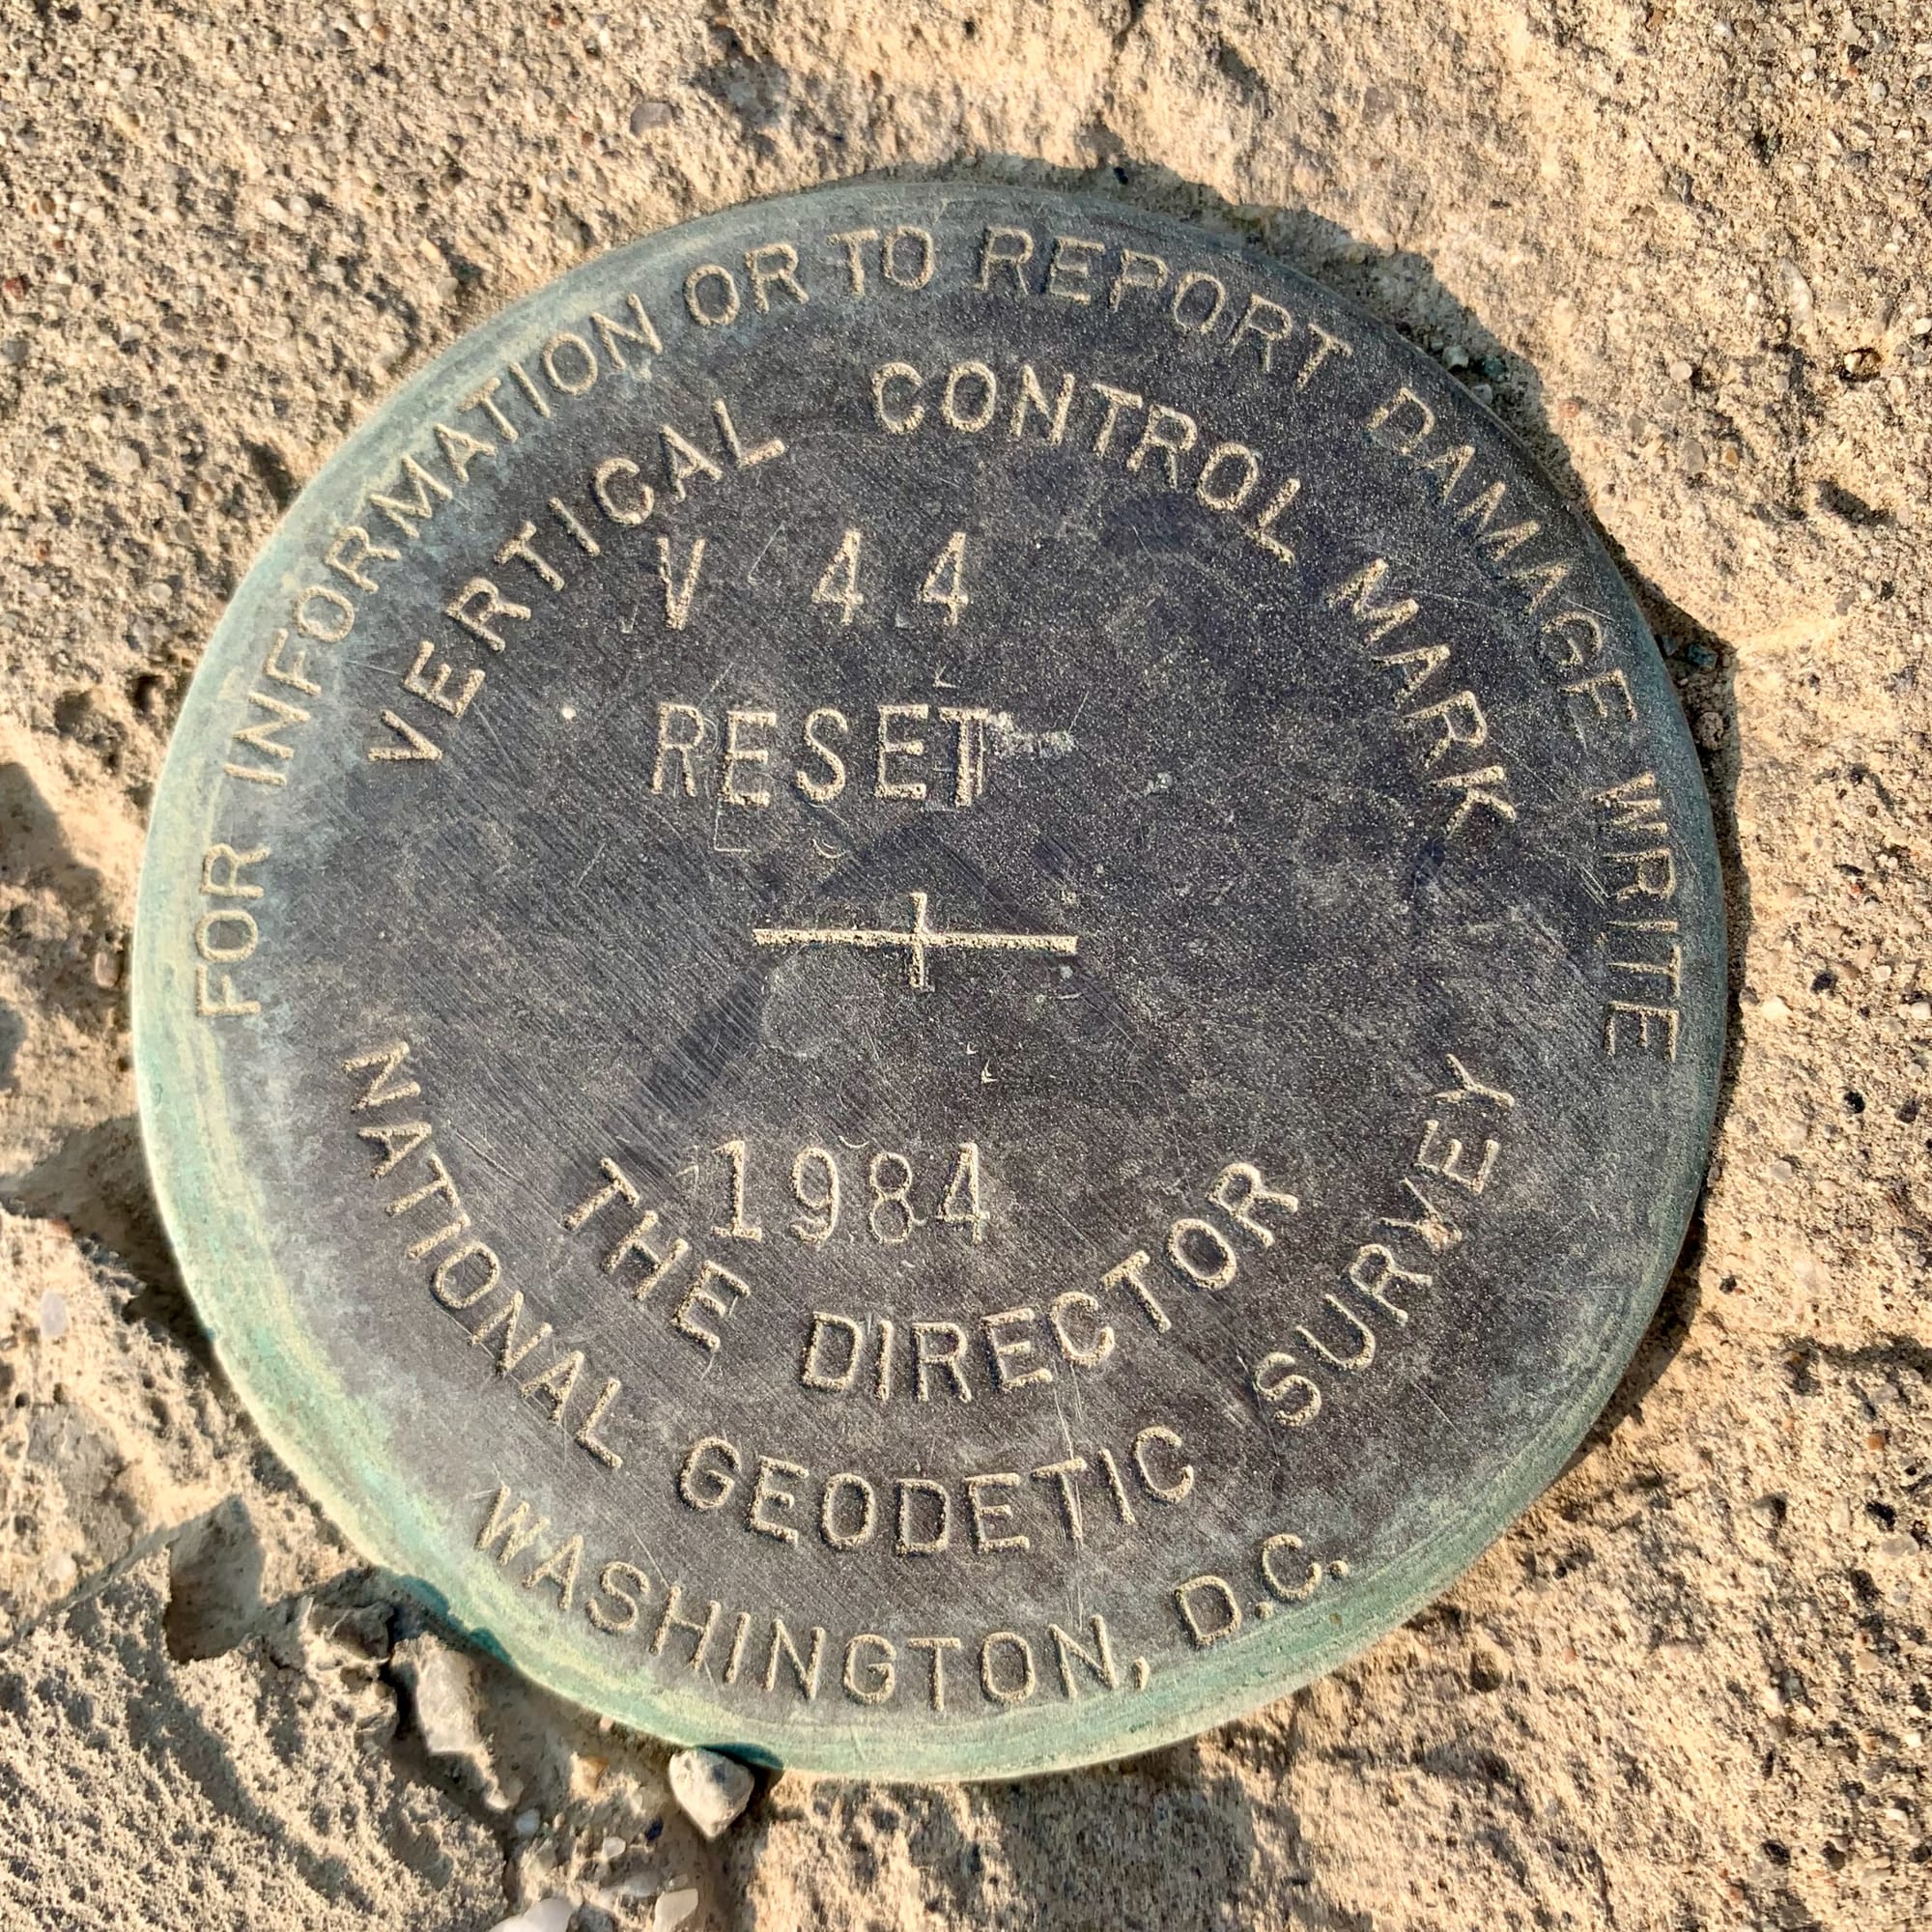 FOR INFORMATION OR TO REPORT DAMAGE WRITE
VERTICAL CONTROL MARK
V 44
RESET
1984
THE DIRECTOR
NATIONAL GEODETIC SURVEY
WASHINGTON, D.C.